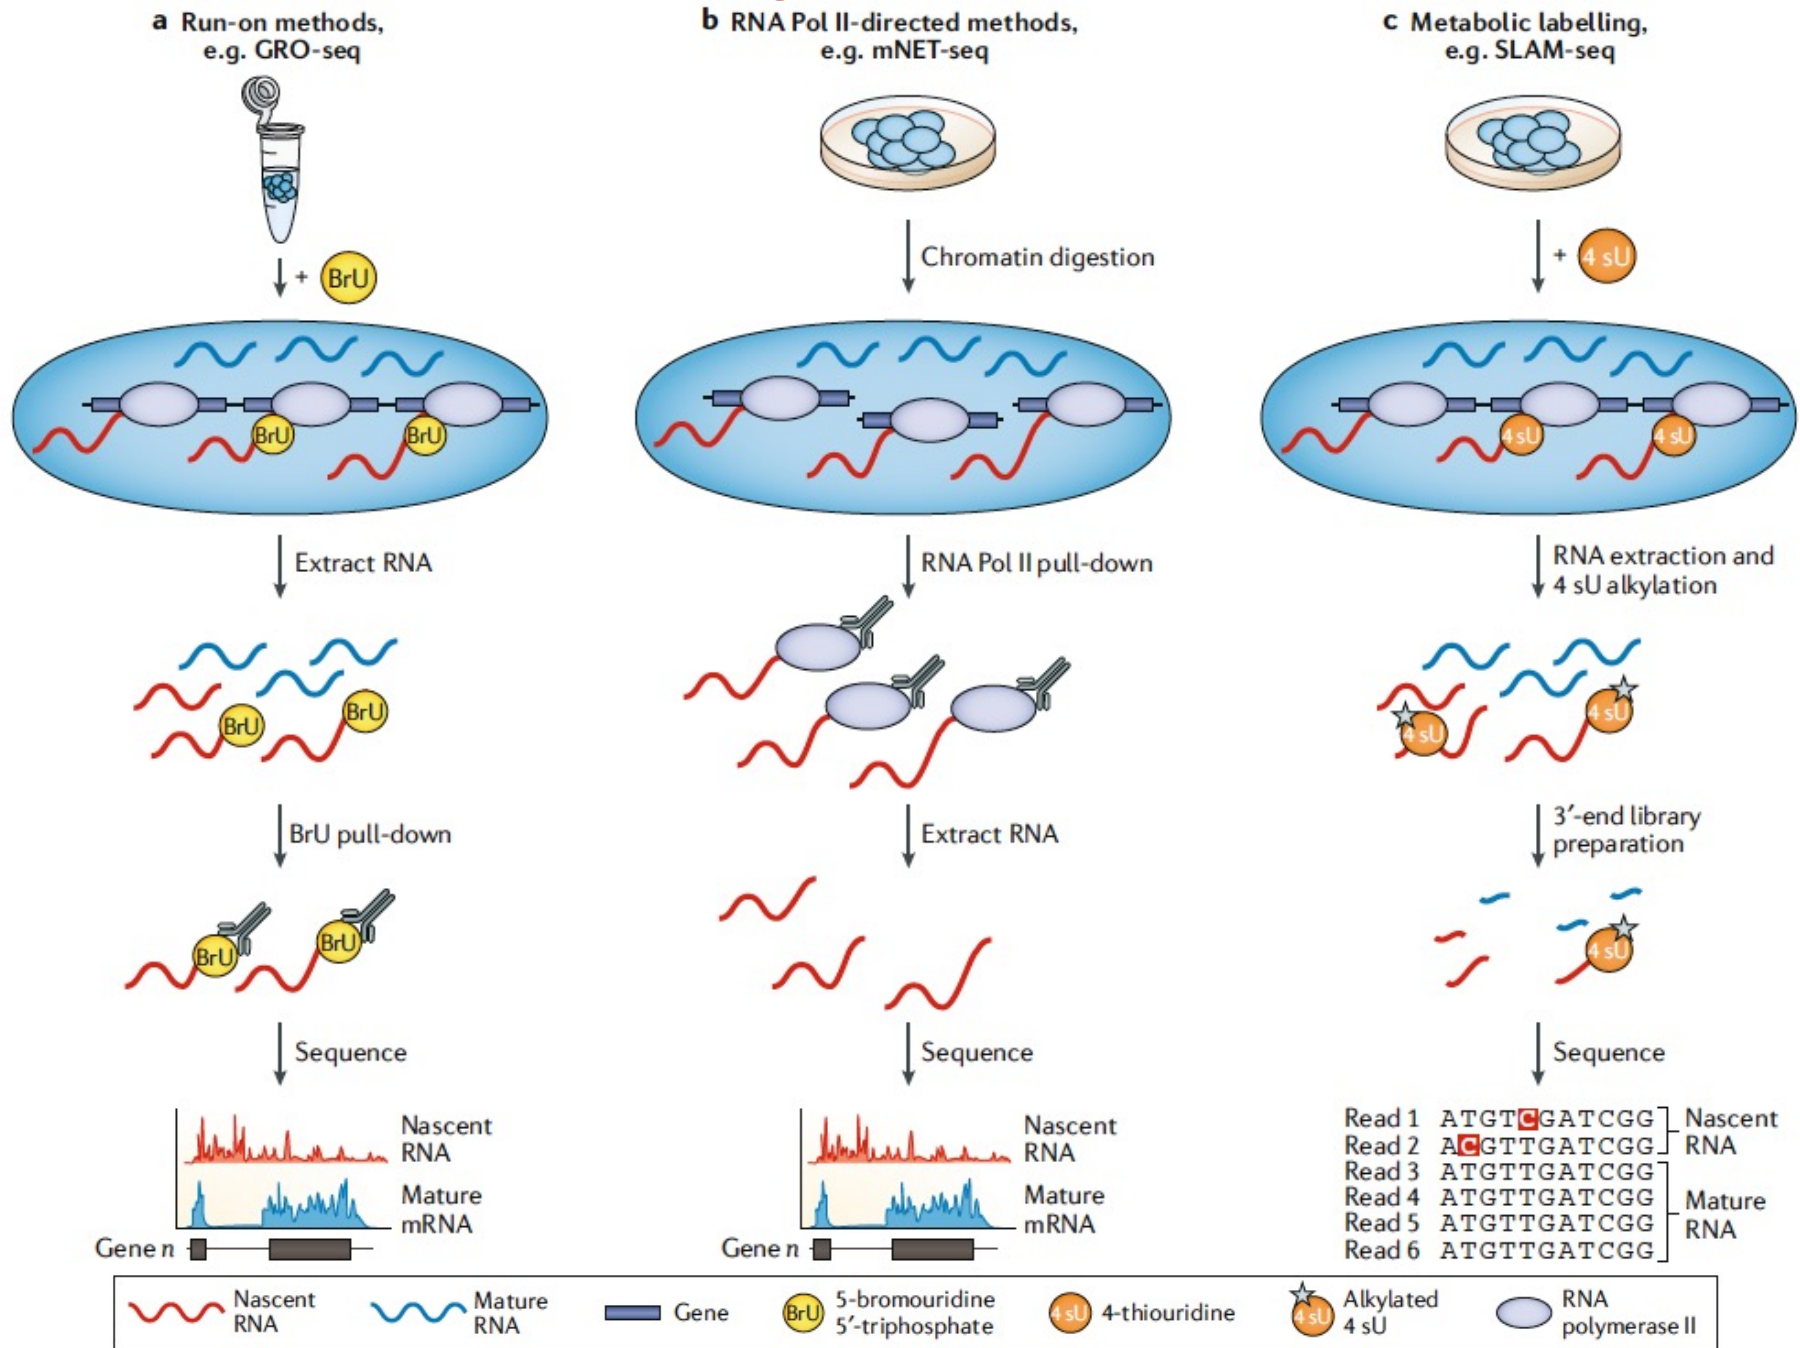 a Run-on methods,
e.g. GRO-seq
+ BrU
BrU BrU
Extract RNA
BrU BrU
BrU pull-down
BrU BrU
Sequence
Nascent
RNA
Mature
mRNA
Gene n
b RNA Pol II-directed methods,
e.g. mNET-seq
Chromatin digestion
RNA Pol II pull-down
Extract RNA
Sequence
Nascent
RNA
Mature
mRNA
Gene n
c Metabolic labelling,
e.g. SLAM-seq
+ 4 sU
4 sU 4 sU
RNA extraction and
4 sU alkylation
4 sU 4 sU
3′-end library
preparation
4 sU
Sequence
Read 1 ATGTCGATCGG
Read 2 ACGTTGATCGG
Nascent
RNA
Read 3 ATGTTGATCGG
Read 4 ATGTTGATCGG
Read 5 ATGTTGATCGG
Read 6 ATGTTGATCGG
Mature
RNA
Nascent
RNA
Mature
RNA
Gene
BrU 5-bromouridine
5′-triphosphate
4 sU 4-thiouridine
4 sU Alkylated
4 sU
RNA
polymerase II